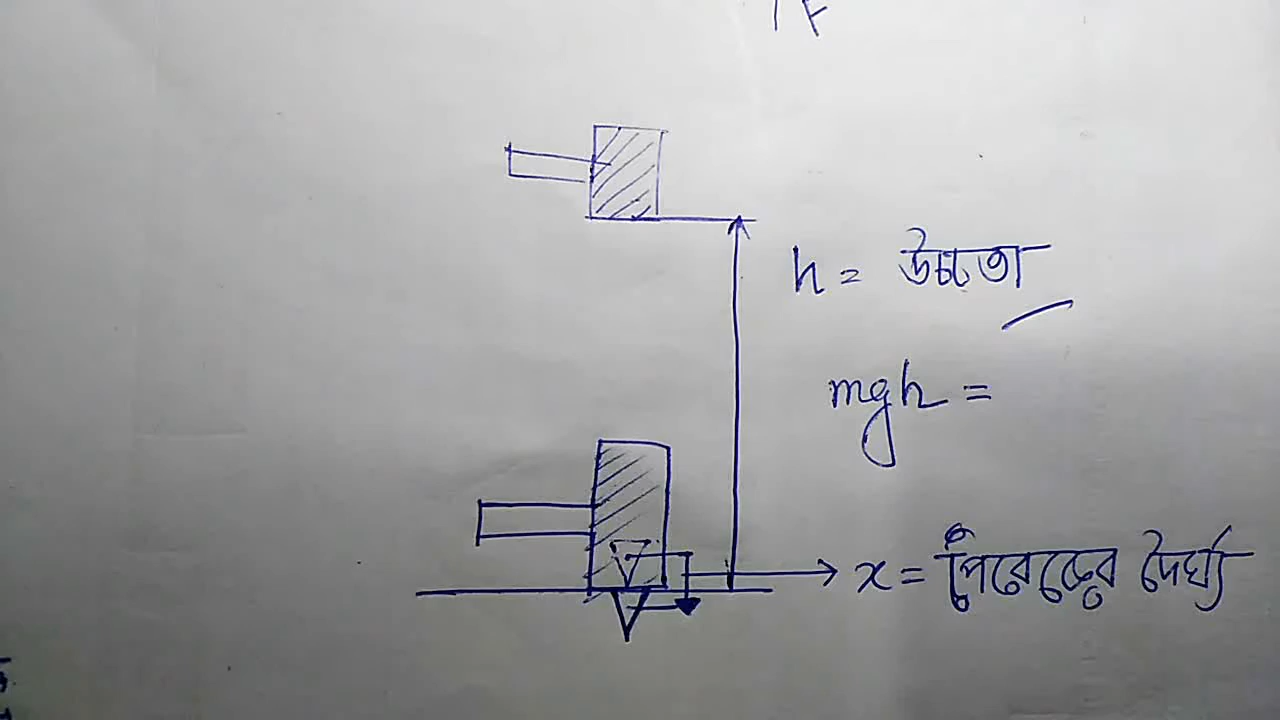 h = উচ্চতা
mgh =
x = পেরেকের দৈর্ঘ্য